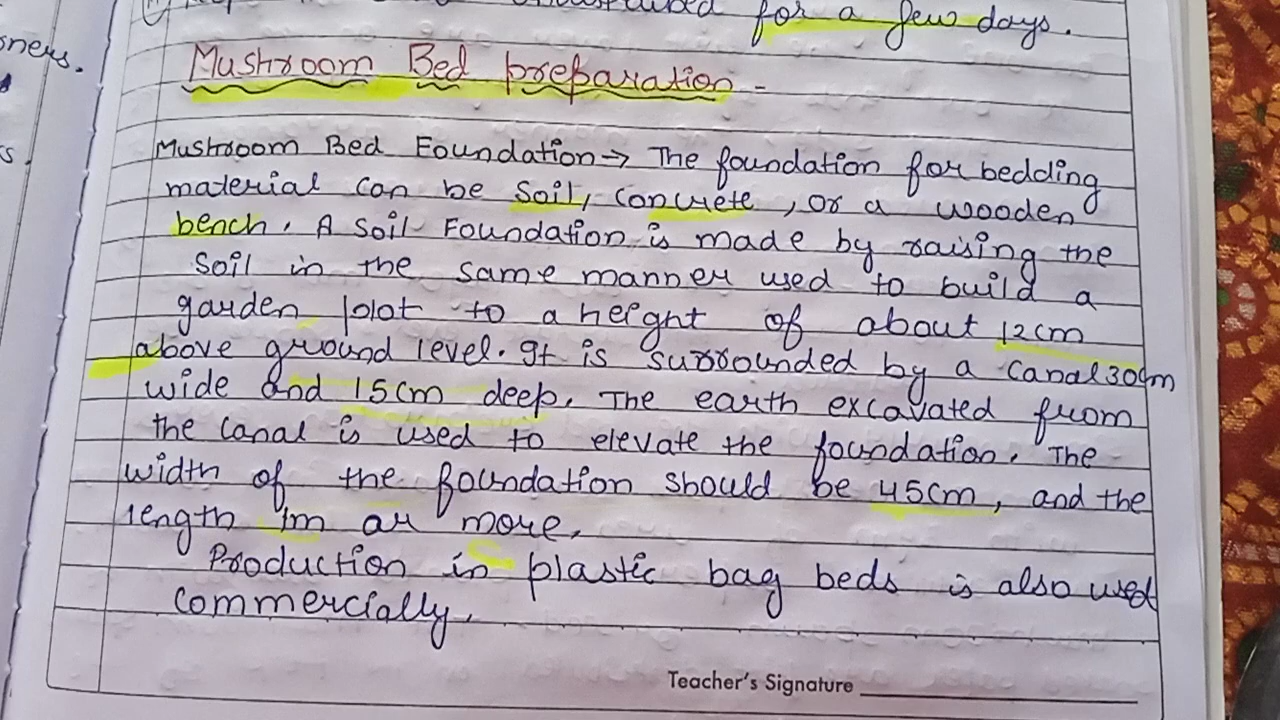 for a few days.
sners.
Mushroom Bed preparation -
Mushroom Bed Foundation → The foundation for bedding
material can be Soil, Concrete, or a wooden
bench. A Soil Foundation is made by raising the
Soil in the same manner used to build a
garden plot to a height of about 12cm
above ground level. It is surrounded by a Canal 30cm
wide and 15cm deep. The earth excavated from
the canal is used to elevate the foundation. The
width of the foundation should be 45cm, and the
length 1m ar more.
Production in plastic bag beds is also used
Commercially.
Teacher's Signature